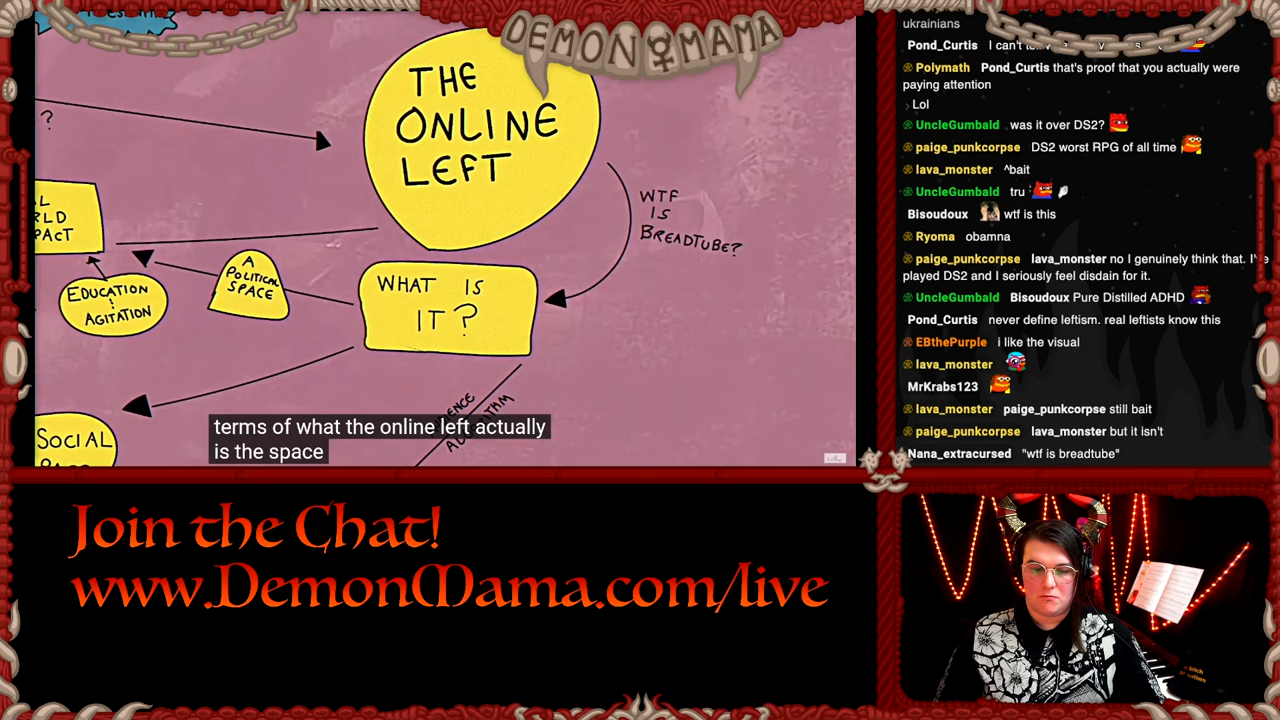 DEMON MAMA
?
THE
ONLINE
LEFT
WTF
IS
BREADTUBE?
A
POLITICAL
SPACE
EDUCATION
AGITATION
WHAT IS
IT?
SOCIAL
terms of what the online left actually
is the space
ukrainians
Pond_Curtis I can't
Polymath Pond_Curtis that's proof that you actually were
paying attention
Lol
UncleGumbald was it over DS2?
paige_punkcorpse DS2 worst RPG of all time
lava_monster ^bait
UncleGumbald tru
Bisoudoux wtf is this
Ryoma obamna
paige_punkcorpse lava_monster no I genuinely think that. I've
played DS2 and I seriously feel disdain for it.
UncleGumbald Bisoudoux Pure Distilled ADHD
Pond_Curtis never define leftism. real leftists know this
EBthePurple i like the visual
lava_monster
MrKrabs123
lava_monster paige_punkcorpse still bait
paige_punkcorpse lava_monster but it isn't
Nana_extracursed "wtf is breadtube"
Join the Chat!
www.DemonMama.com/live